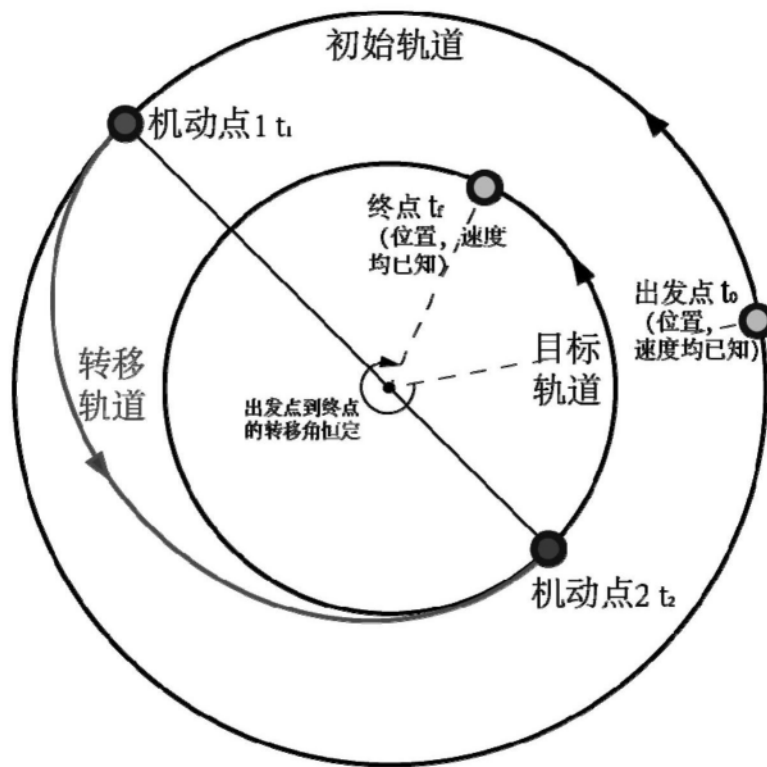 初始轨道
机动点1 t₁
终点 t_f
(位置, 速度
均已知)
出发点 t₀
(位置,
速度均已知)
转移
轨道
目标
轨道
出发点到终点
的转移角恒定
机动点2 t₂